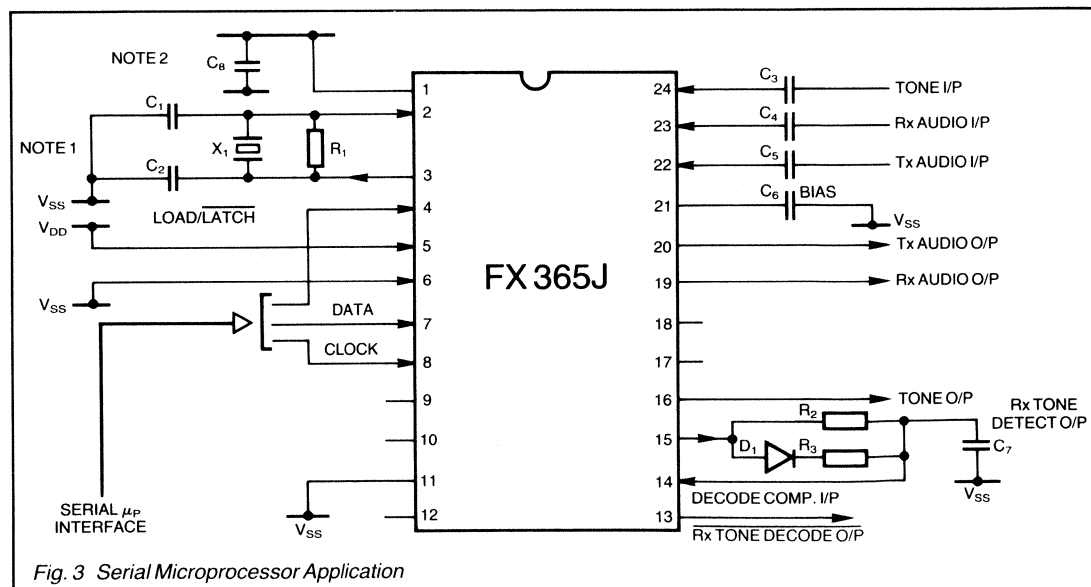 NOTE 2
C8
1
24
C3
TONE I/P
C1
2
23
C4
Rx AUDIO I/P
NOTE 1
X1
R1
C2
3
22
C5
Tx AUDIO I/P
VSS
LOAD/LATCH
4
21
C6
BIAS
VSS
VDD
5
20
Tx AUDIO O/P
FX365J
VSS
6
19
Rx AUDIO O/P
DATA
7
18
CLOCK
8
17
9
16
TONE O/P
Rx TONE
DETECT O/P
R2
10
15
D1
R3
C7
11
14
DECODE COMP. I/P
VSS
SERIAL μP
INTERFACE
VSS
12
13
Rx TONE DECODE O/P
Fig. 3 Serial Microprocessor Application